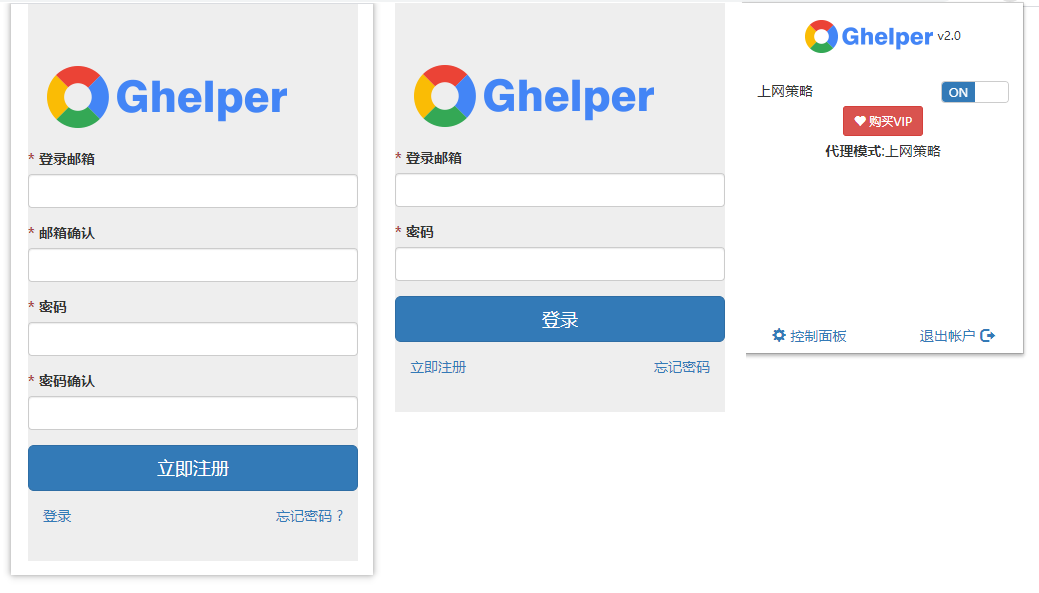 Ghelper
* 登录邮箱
* 邮箱确认
* 密码
* 密码确认
立即注册
登录 忘记密码？
Ghelper
* 登录邮箱
* 密码
登录
立即注册 忘记密码
Ghelper v2.0
上网策略 ON
购买VIP
代理模式:上网策略
控制面板 退出帐户